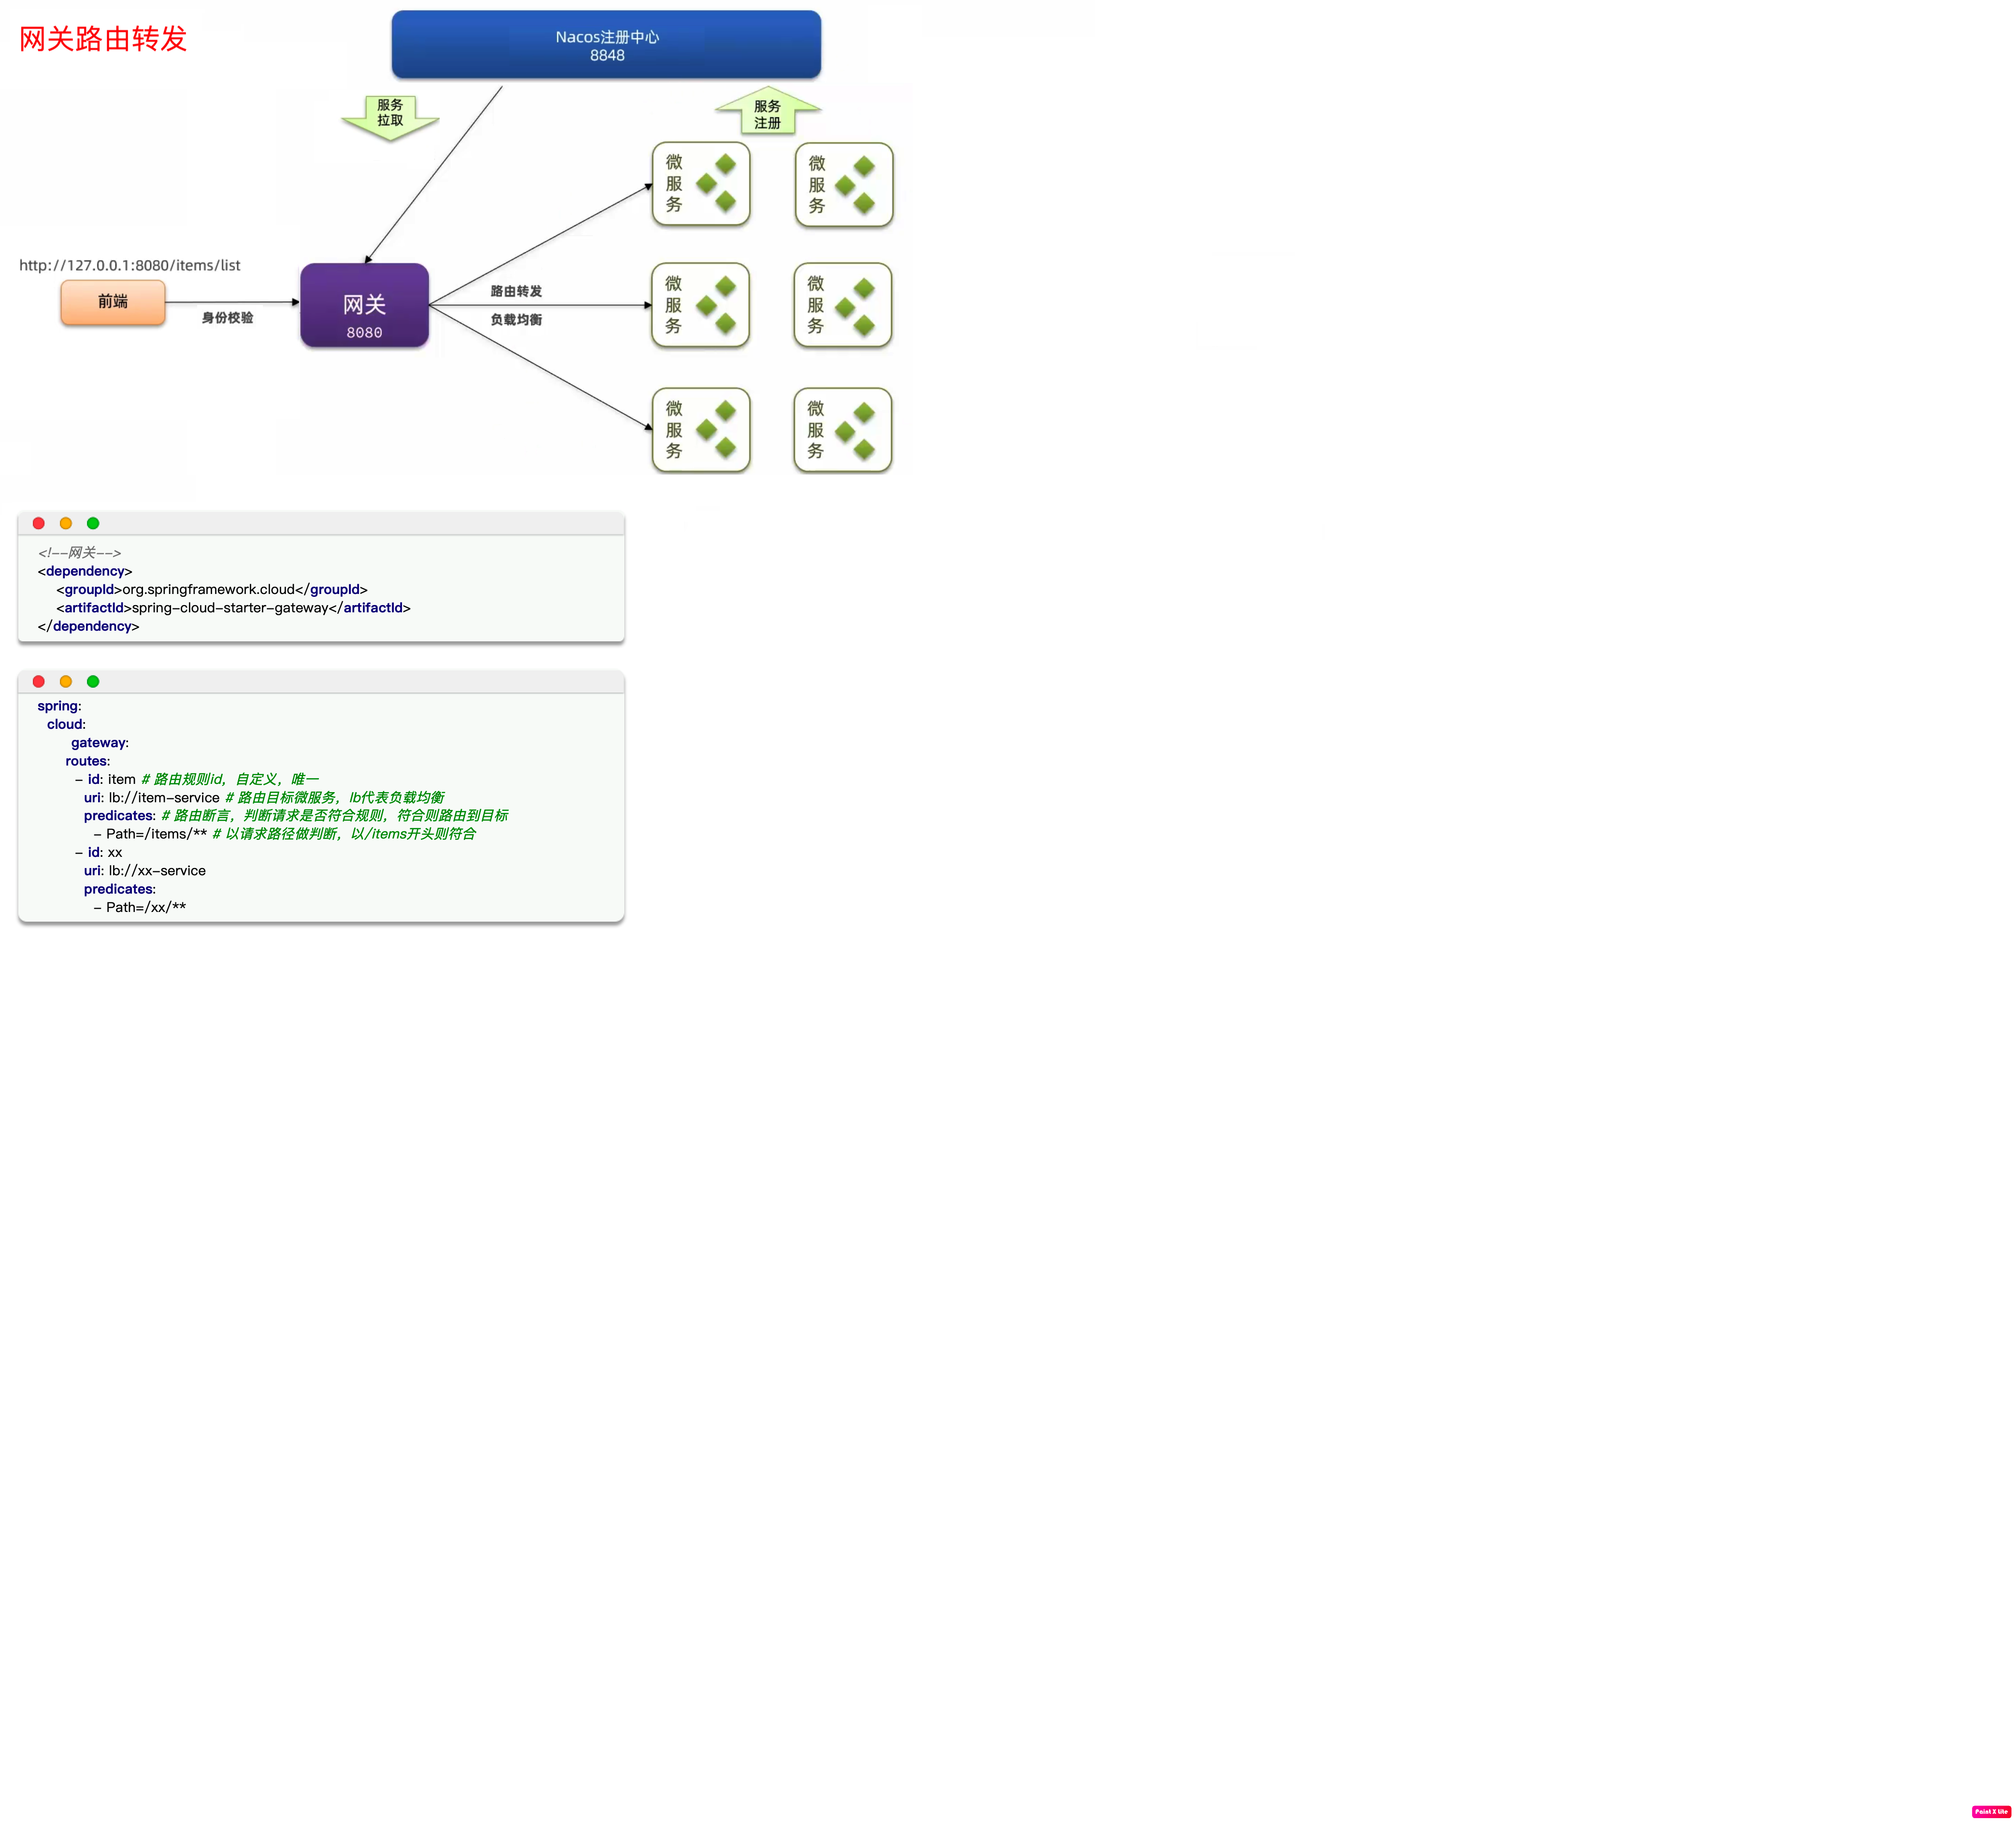 网关路由转发
Nacos注册中心
8848
服务
拉取
服务
注册
微
服
务
微
服
务
http://127.0.0.1:8080/items/list
前端
身份校验
网关
8080
路由转发
负载均衡
微
服
务
微
服
务
微
服
务
微
服
务
<!--网关-->
<dependency>
<groupId>org.springframework.cloud</groupId>
<artifactId>spring-cloud-starter-gateway</artifactId>
</dependency>
spring:
cloud:
gateway:
routes:
- id: item # 路由规则id，自定义，唯一
uri: lb://item-service # 路由目标微服务，lb代表负载均衡
predicates: # 路由断言，判断请求是否符合规则，符合则路由到目标
- Path=/items/** # 以请求路径做判断，以/items开头则符合
- id: xx
uri: lb://xx-service
predicates:
- Path=/xx/**
Paint X Lite